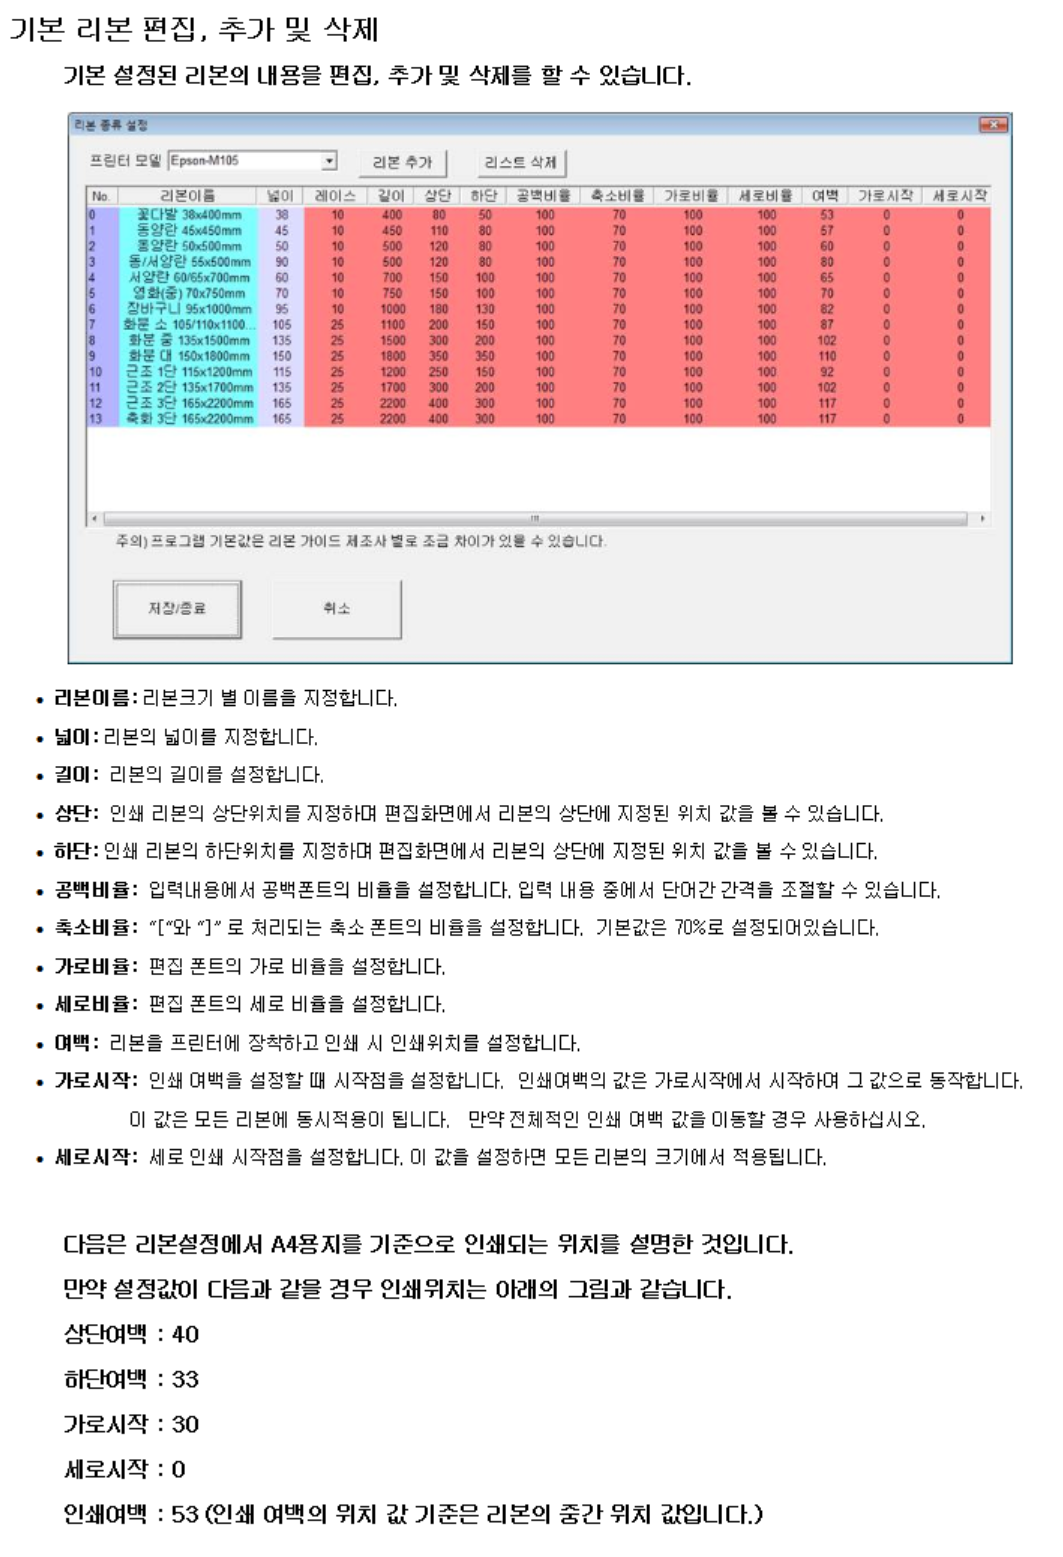 기본 리본 편집, 추가 및 삭제
기본 설정된 리본의 내용을 편집, 추가 및 삭제를 할 수 있습니다.
리본 종류 설정
프린터 모델 Epson-M105 리본 추가 리스트 삭제
No. 리본이름 넓이 레이스 길이 상단 하단 공백비율 축소비율 가로비율 세로비율 여백 가로시작 세로시작
0 꽃다발 38x400mm 38 10 400 80 50 100 70 100 100 53 0 0
1 동양란 45x450mm 45 10 450 110 80 100 70 100 100 57 0 0
2 동양란 50x500mm 50 10 500 120 80 100 70 100 100 60 0 0
3 동/서양란 55x500mm 90 10 500 120 80 100 70 100 100 80 0 0
4 서양란 60/65x700mm 60 10 700 150 100 100 70 100 100 65 0 0
5 영화(중) 70x750mm 70 10 750 150 100 100 70 100 100 70 0 0
6 장바구니 95x1000mm 95 10 1000 180 130 100 70 100 100 82 0 0
7 화분 소 105/110x1100... 105 25 1100 200 150 100 70 100 100 87 0 0
8 화분 중 135x1500mm 135 25 1500 300 200 100 70 100 100 102 0 0
9 화분 대 150x1800mm 150 25 1800 350 350 100 70 100 100 110 0 0
10 근조 1단 115x1200mm 115 25 1200 250 150 100 70 100 100 92 0 0
11 근조 2단 135x1700mm 135 25 1700 300 200 100 70 100 100 102 0 0
12 근조 3단 165x2200mm 165 25 2200 400 300 100 70 100 100 117 0 0
13 축화 3단 165x2200mm 165 25 2200 400 300 100 70 100 100 117 0 0
주의) 프로그램 기본값은 리본 가이드 제조사 별로 조금 차이가 있을 수 있습니다.
저장/종료 취소
• 리본이름: 리본크기 별 이름을 지정합니다.
• 넓이: 리본의 넓이를 지정합니다.
• 길이: 리본의 길이를 설정합니다.
• 상단: 인쇄 리본의 상단위치를 지정하며 편집화면에서 리본의 상단에 지정된 위치 값을 볼 수 있습니다.
• 하단: 인쇄 리본의 하단위치를 지정하며 편집화면에서 리본의 상단에 지정된 위치 값을 볼 수 있습니다.
• 공백비율: 입력내용에서 공백폰트의 비율을 설정합니다. 입력 내용 중에서 단어간 간격을 조절할 수 있습니다.
• 축소비율: “[“와 “]” 로 처리되는 축소 폰트의 비율을 설정합니다. 기본값은 70%로 설정되어있습니다.
• 가로비율: 편집 폰트의 가로 비율을 설정합니다.
• 세로비율: 편집 폰트의 세로 비율을 설정합니다.
• 여백: 리본을 프린터에 장착하고 인쇄 시 인쇄위치를 설정합니다.
• 가로시작: 인쇄 여백을 설정할 때 시작점을 설정합니다. 인쇄여백의 값은 가로시작에서 시작하여 그 값으로 동작합니다.
이 값은 모든 리본에 동시적용이 됩니다. 만약 전체적인 인쇄 여백 값을 이동할 경우 사용하십시오.
• 세로시작: 세로 인쇄 시작점을 설정합니다. 이 값을 설정하면 모든 리본의 크기에서 적용됩니다.
다음은 리본설정에서 A4용지를 기준으로 인쇄되는 위치를 설명한 것입니다.
만약 설정값이 다음과 같을 경우 인쇄위치는 아래의 그림과 같습니다.
상단여백 : 40
하단여백 : 33
가로시작 : 30
세로시작 : 0
인쇄여백 : 53 (인쇄 여백의 위치 값 기준은 리본의 중간 위치 값입니다.)